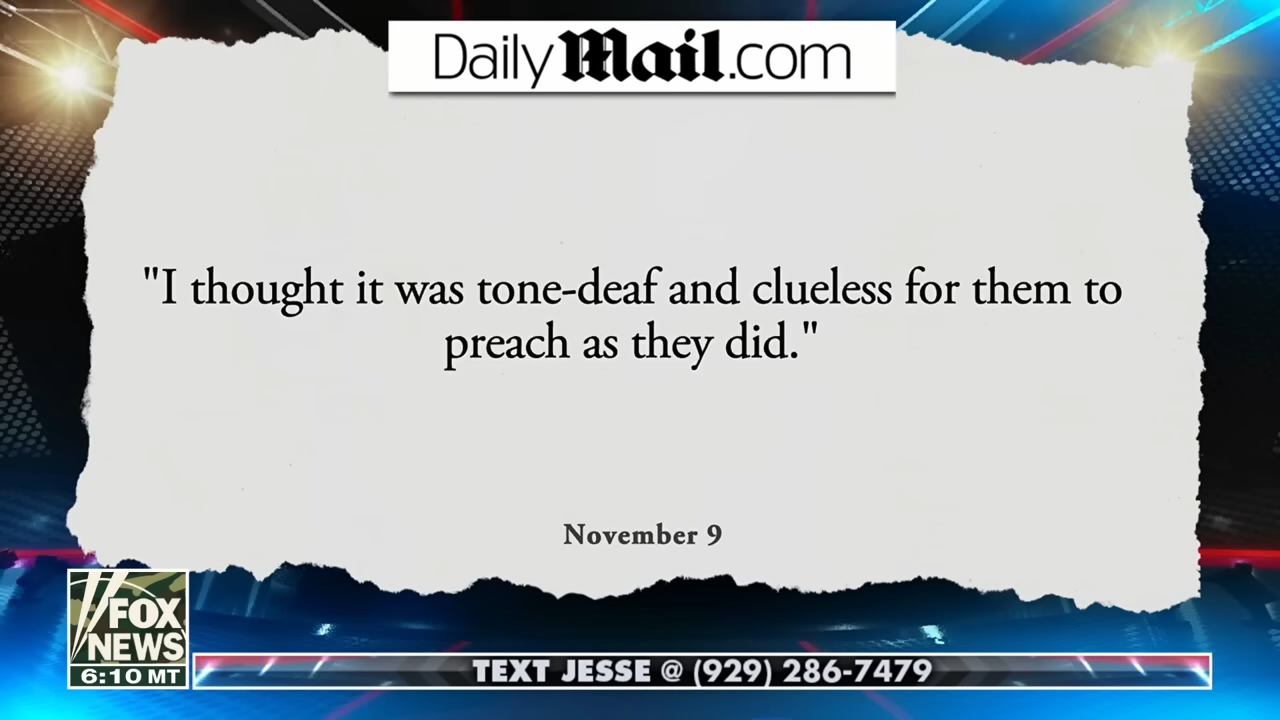 DailyMail.com
"I thought it was tone-deaf and clueless for them to
preach as they did."
November 9
FOX
NEWS
6:10 MT
TEXT JESSE @ (929) 286-7479